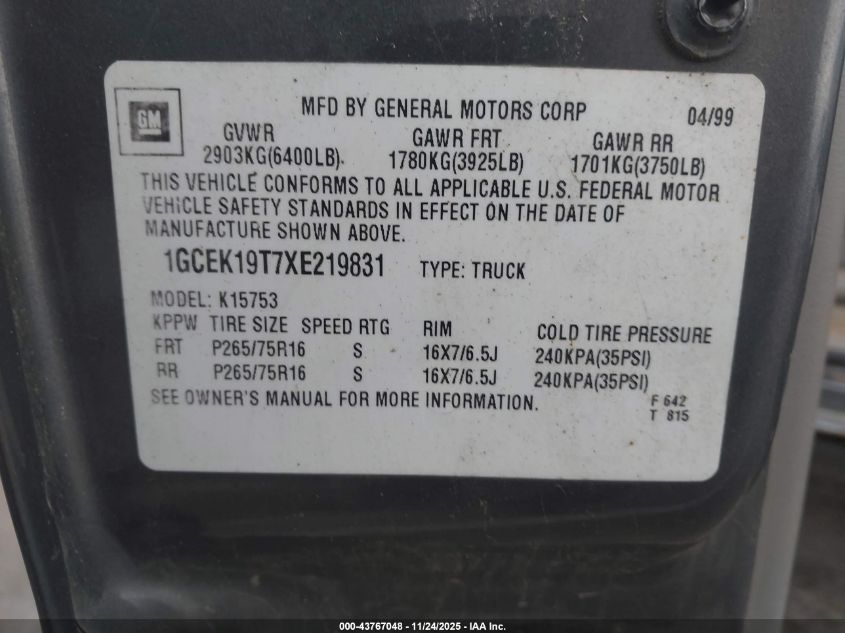 MFD BY GENERAL MOTORS CORP 04/99
GM
GVWR GAWR FRT GAWR RR
2903KG(6400LB) 1780KG(3925LB) 1701KG(3750LB)
THIS VEHICLE CONFORMS TO ALL APPLICABLE U.S. FEDERAL MOTOR
VEHICLE SAFETY STANDARDS IN EFFECT ON THE DATE OF
MANUFACTURE SHOWN ABOVE.
1GCEK19T7XE219831 TYPE: TRUCK
MODEL: K15753
KPPW TIRE SIZE SPEED RTG RIM COLD TIRE PRESSURE
FRT P265/75R16 S 16X7/6.5J 240KPA(35PSI)
RR P265/75R16 S 16X7/6.5J 240KPA(35PSI)
SEE OWNER'S MANUAL FOR MORE INFORMATION.
F 642
T 815
000-43767048 - 11/24/2025 - IAA Inc.